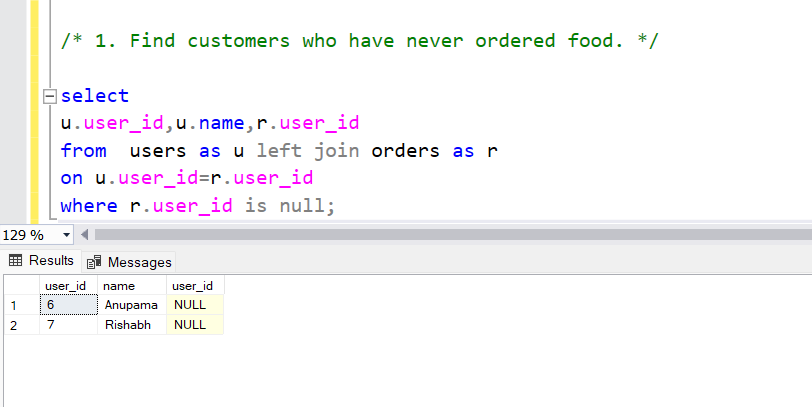 /* 1. Find customers who have never ordered food. */
select
u.user_id,u.name,r.user_id
from  users as u left join orders as r
on u.user_id=r.user_id
where r.user_id is null;
129 %
Results Messages
user_id name user_id
1 6 Anupama NULL
2 7 Rishabh NULL